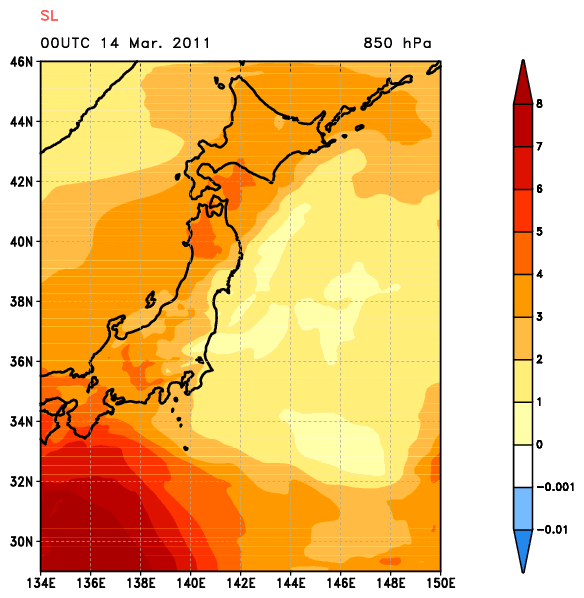 SL
00UTC 14 Mar. 2011 850 hPa
46N
44N
42N
40N
38N
36N
34N
32N
30N
134E 136E 138E 140E 142E 144E 146E 148E 150E
8
7
6
5
4
3
2
1
0
-0.001
-0.01